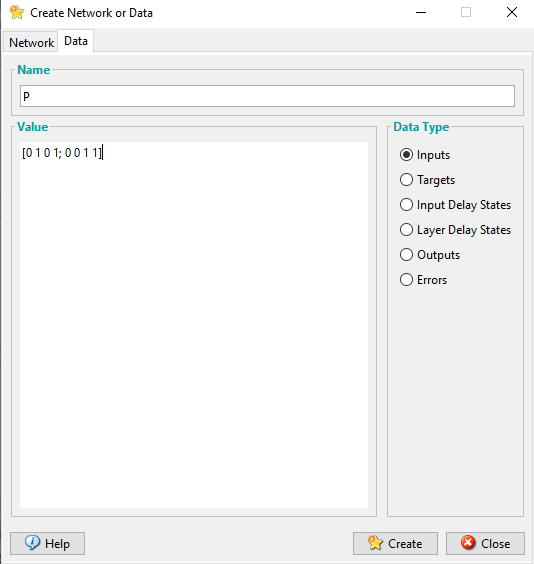 Create Network or Data
Network Data
Name
P
Value
[0 1 0 1; 0 0 1 1]
Data Type
Inputs
Targets
Input Delay States
Layer Delay States
Outputs
Errors
Help
Create
Close